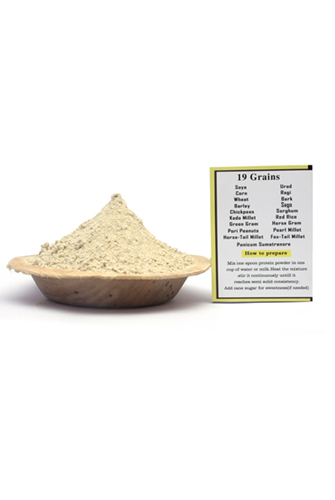 19 Grains
Soya Urad
Corn Ragi
Wheat Bark
Barley Sago
Chickpeas Sorghum
Kodo Millet Red Rice
Green Gram Horse Gram
Pori Peanuts Pearl Millet
Horse-Tail Millet Fox-Tail Millet
Panicum Sumatrensre
How to prepare
Mix one spoon protein powder in one
cup of water or milk.Heat the mixture
stir it continuously untill it
reaches semi solid consistency.
Add cane sugar for sweetness(if needed)